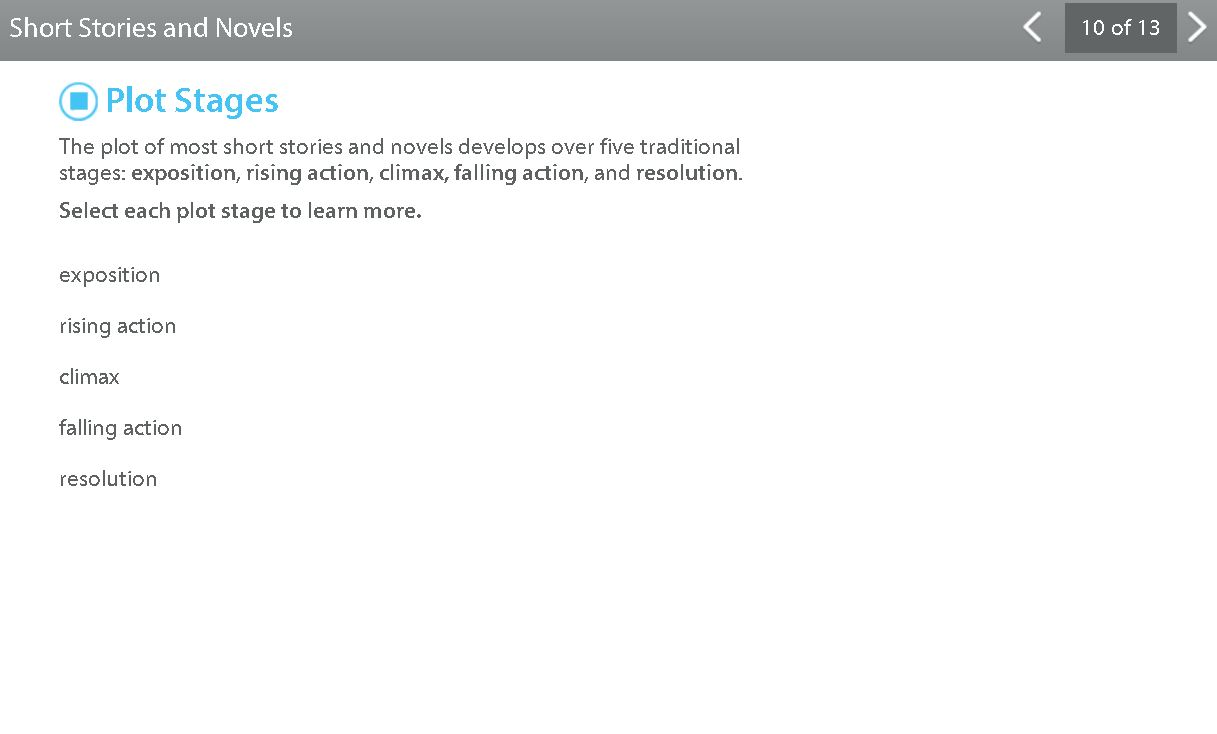 Short Stories and Novels
10 of 13
Plot Stages
The plot of most short stories and novels develops over five traditional
stages: exposition, rising action, climax, falling action, and resolution.
Select each plot stage to learn more.
exposition
rising action
climax
falling action
resolution